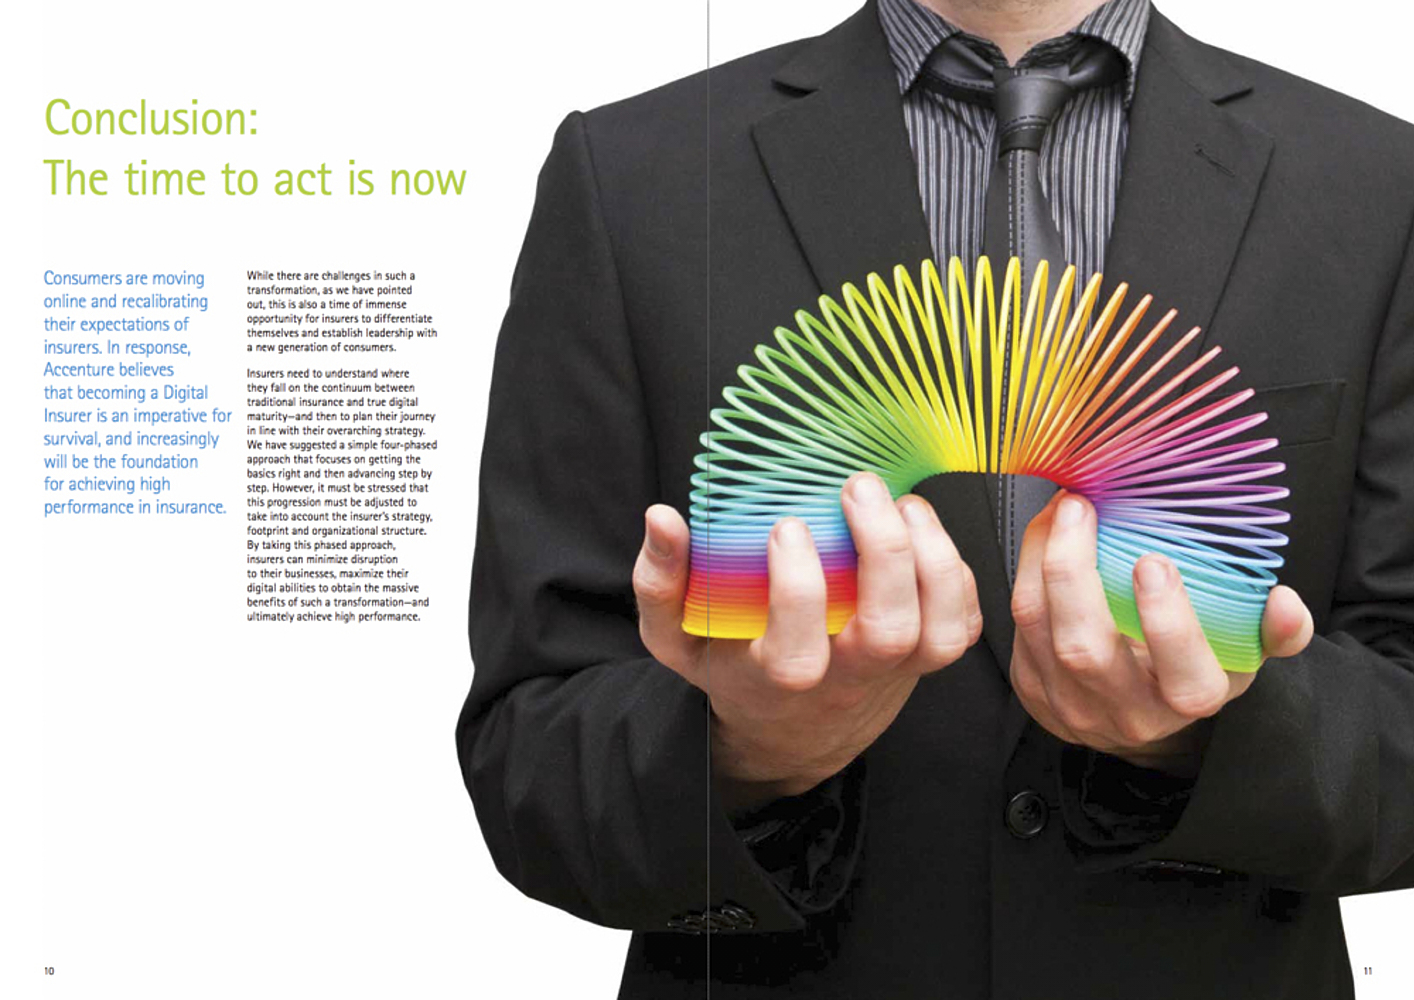 Conclusion:
The time to act is now
Consumers are moving
online and recalibrating
their expectations of
insurers. In response,
Accenture believes
that becoming a Digital
Insurer is an imperative for
survival, and increasingly
will be the foundation
for achieving high
performance in insurance.
While there are challenges in such a
transformation, as we have pointed
out, this is also a time of immense
opportunity for insurers to differentiate
themselves and establish leadership with
a new generation of consumers.
Insurers need to understand where
they fall on the continuum between
traditional insurance and true digital
maturity—and then to plan their journey
in line with their overarching strategy.
We have suggested a simple four-phased
approach that focuses on getting the
basics right and then advancing step by
step. However, it must be stressed that
this progression must be adjusted to
take into account the insurer's strategy,
footprint and organizational structure.
By taking this phased approach,
insurers can minimize disruption
to their businesses, maximize their
digital abilities to obtain the massive
benefits of such a transformation—and
ultimately achieve high performance.
10
11